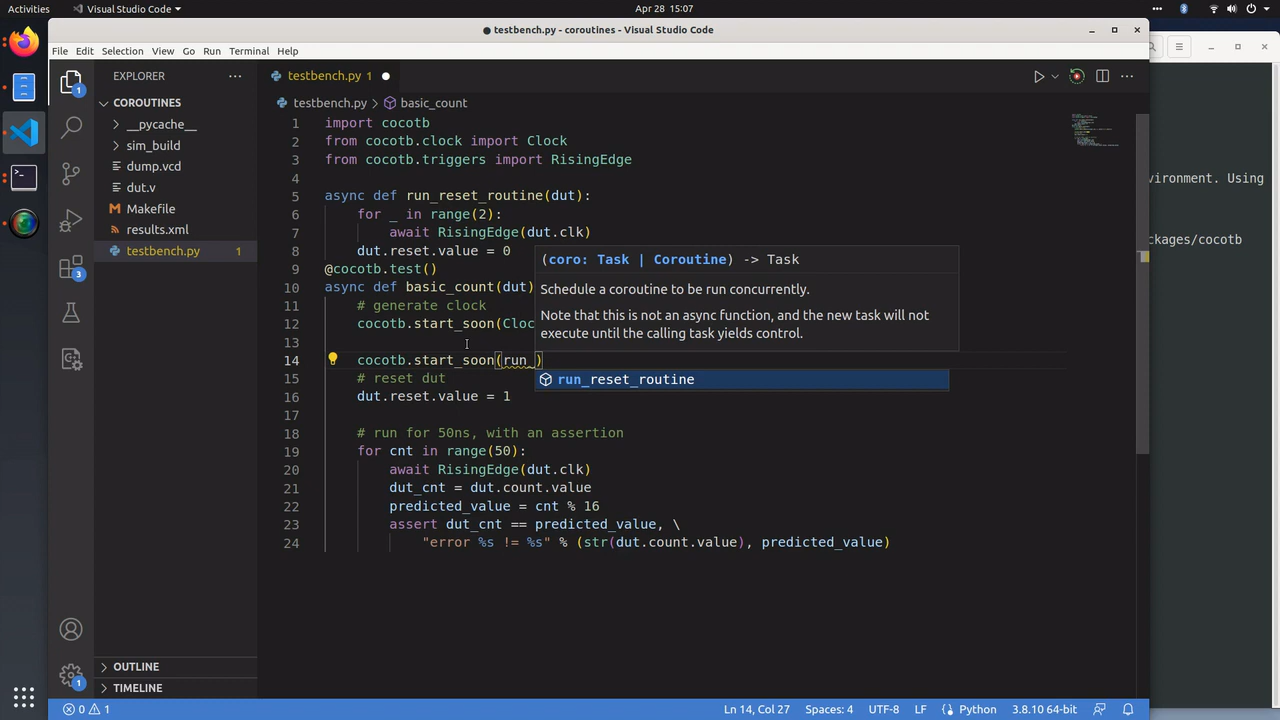 Activities
Visual Studio Code
Apr 28 15:07
testbench.py - coroutines - Visual Studio Code
File Edit Selection View Go Run Terminal Help
EXPLORER
COROUTINES
__pycache__
sim_build
dump.vcd
dut.v
Makefile
results.xml
testbench.py 1
OUTLINE
TIMELINE
1
3
1
testbench.py 1
testbench.py > basic_count
1 import cocotb
2 from cocotb.clock import Clock
3 from cocotb.triggers import RisingEdge
4
5 async def run_reset_routine(dut):
6 for _ in range(2):
7 await RisingEdge(dut.clk)
8 dut.reset.value = 0
9 @cocotb.test()
10 async def basic_count(dut)
11 # generate clock
12 cocotb.start_soon(Cloc
13
14 cocotb.start_soon(run_)
15 # reset dut
16 dut.reset.value = 1
17
18 # run for 50ns, with an assertion
19 for cnt in range(50):
20 await RisingEdge(dut.clk)
21 dut_cnt = dut.count.value
22 predicted_value = cnt % 16
23 assert dut_cnt == predicted_value, \
24 "error %s != %s" % (str(dut.count.value), predicted_value)
(coro: Task | Coroutine) -> Task
Schedule a coroutine to be run concurrently.
Note that this is not an async function, and the new task will not
execute until the calling task yields control.
run_reset_routine
vironment. Using
ckages/cocotb
0 1
Ln 14, Col 27 Spaces: 4 UTF-8 LF Python 3.8.10 64-bit